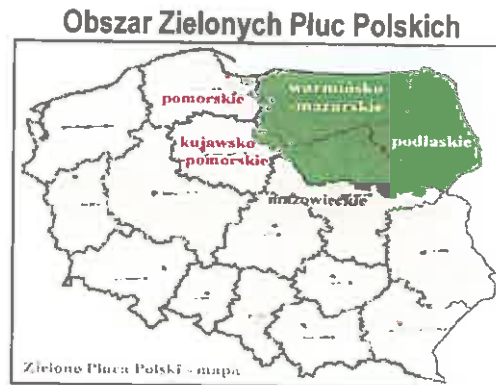 Obszar Zielonych Płuc Polskich
warmińsko
-mazurskie
pomorskie
podlaskie
kujawsko
-pomorskie
mazowieckie
Zielone Płuca Polski - mapa